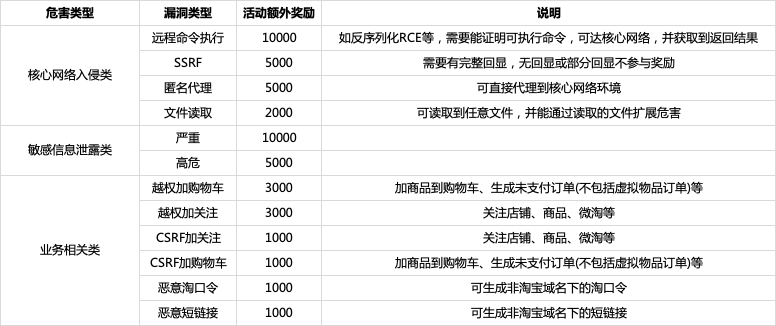 危害类型 漏洞类型 活动额外奖励 说明
核心网络入侵类 远程命令执行 10000 如反序列化RCE等，需要能证明可执行命令，可达核心网络，并获取到返回结果
SSRF 5000 需要有完整回显，无回显或部分回显不参与奖励
匿名代理 5000 可直接代理到核心网络环境
文件读取 2000 可读取到任意文件，并能通过读取的文件扩展危害
敏感信息泄露类 严重 10000
高危 5000
业务相关类 越权加购物车 3000 加商品到购物车、生成未支付订单(不包括虚拟物品订单)等
越权加关注 3000 关注店铺、商品、微淘等
CSRF加关注 1000 关注店铺、商品、微淘等
CSRF加购物车 1000 加商品到购物车、生成未支付订单(不包括虚拟物品订单)等
恶意淘口令 1000 可生成非淘宝域名下的淘口令
恶意短链接 1000 可生成非淘宝域名下的短链接